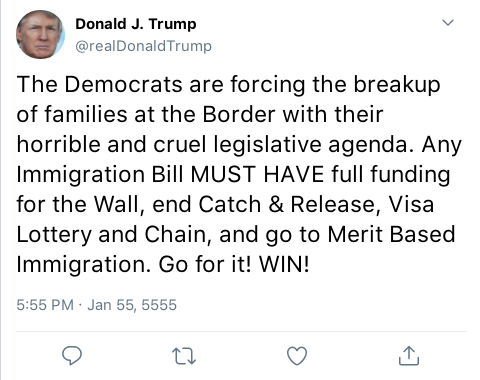 Donald J. Trump
@realDonaldTrump
The Democrats are forcing the breakup
of families at the Border with their
horrible and cruel legislative agenda. Any
Immigration Bill MUST HAVE full funding
for the Wall, end Catch & Release, Visa
Lottery and Chain, and go to Merit Based
Immigration. Go for it! WIN!
5:55 PM · Jan 55, 5555